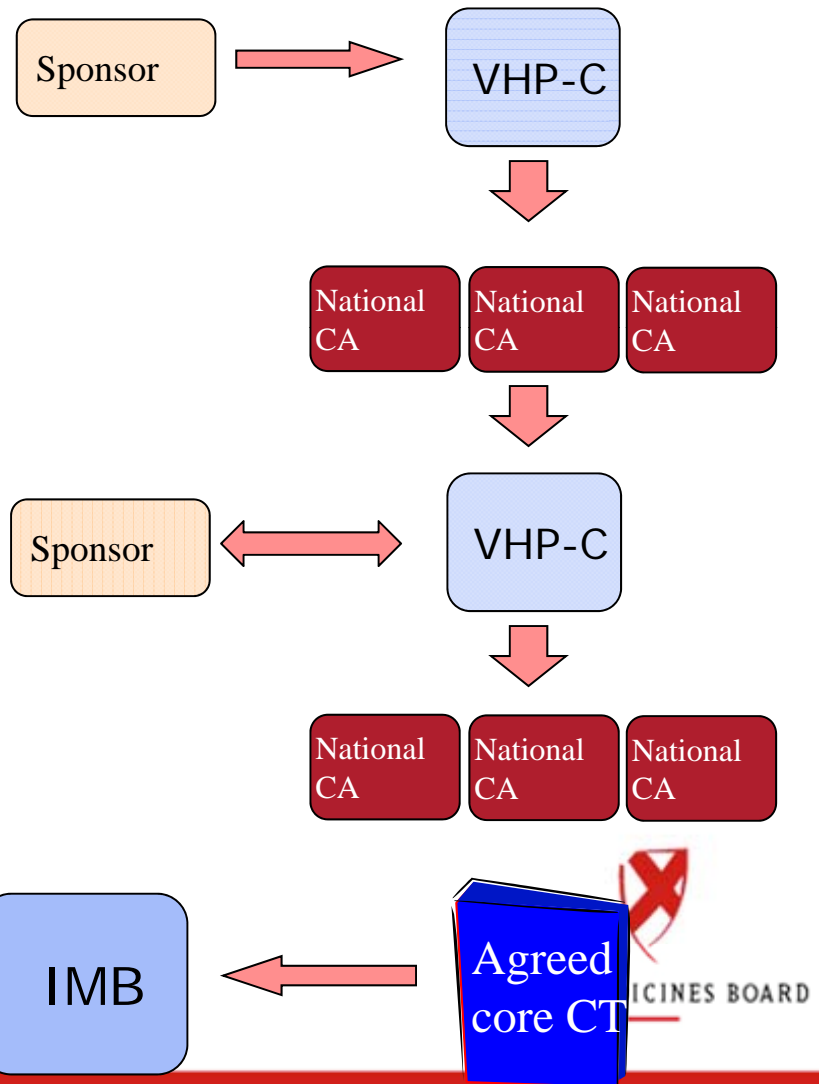 Sponsor
VHP-C
National
CA
National
CA
National
CA
Sponsor
VHP-C
National
CA
National
CA
National
CA
IMB
Agreed
core CT
ICINES BOARD